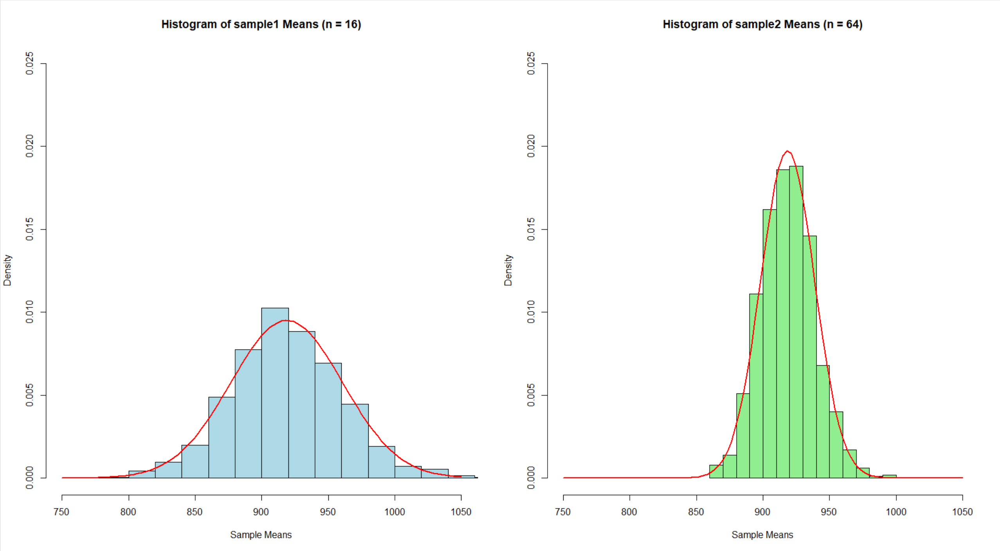 Histogram of sample1 Means (n = 16)
0.025
0.020
0.015
0.010
0.005
0.000
Density
750 800 850 900 950 1000 1050
Sample Means
Histogram of sample2 Means (n = 64)
0.025
0.020
0.015
0.010
0.005
0.000
Density
750 800 850 900 950 1000 1050
Sample Means